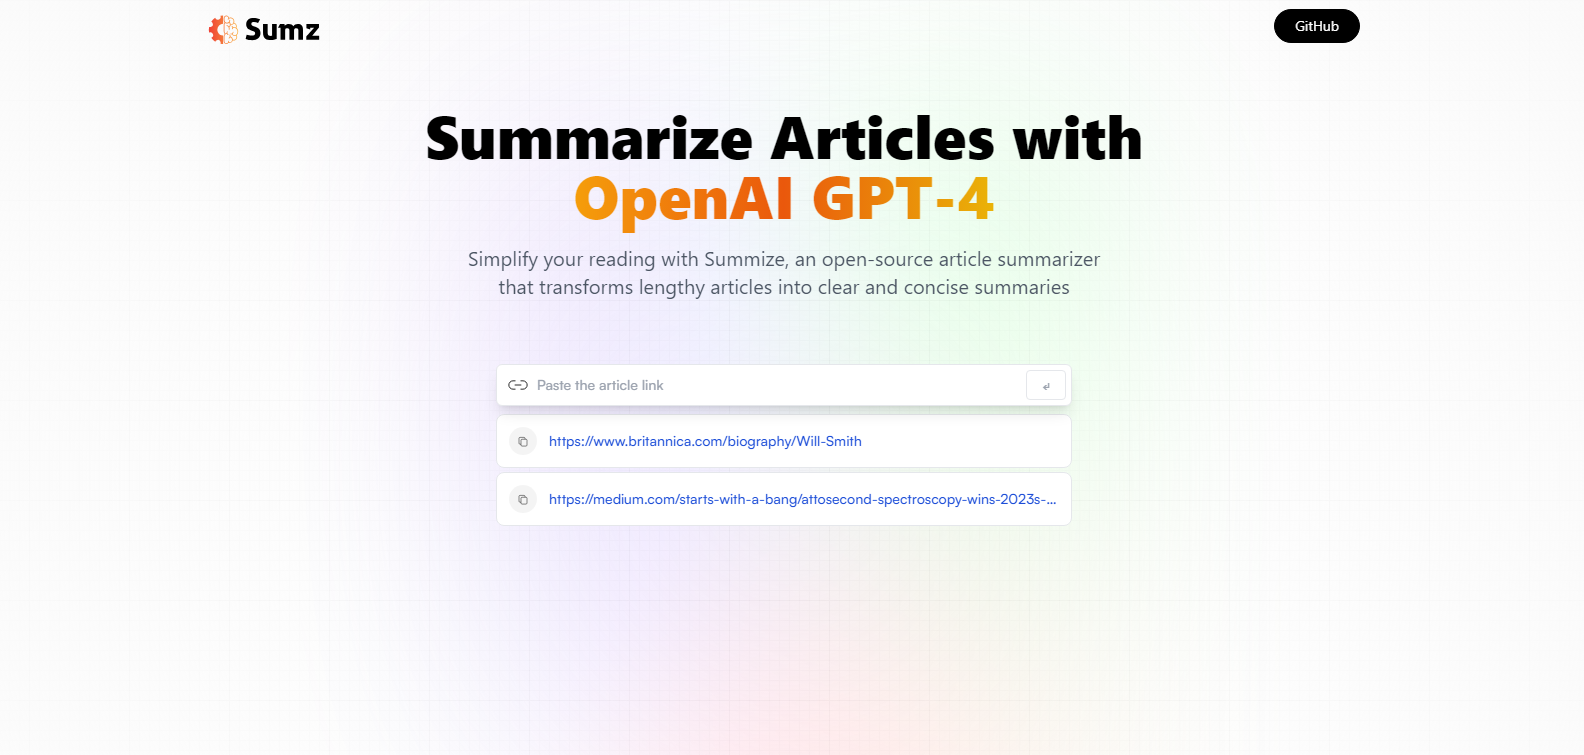 Sumz
GitHub
Summarize Articles with
OpenAI GPT-4
Simplify your reading with Summize, an open-source article summarizer
that transforms lengthy articles into clear and concise summaries
Paste the article link
https://www.britannica.com/biography/Will-Smith
https://medium.com/starts-with-a-bang/attosecond-spectroscopy-wins-2023s-...